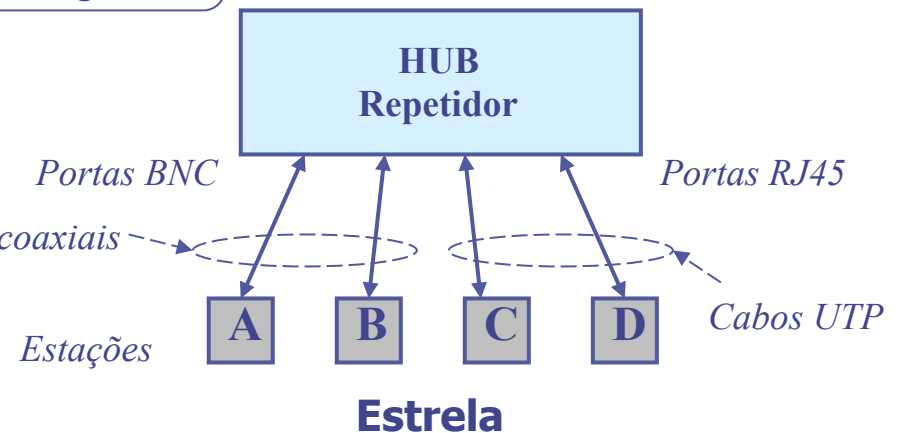 HUB
Repetidor
Portas BNC
Portas RJ45
coaxiais
A
B
C
D
Cabos UTP
Estações
Estrela